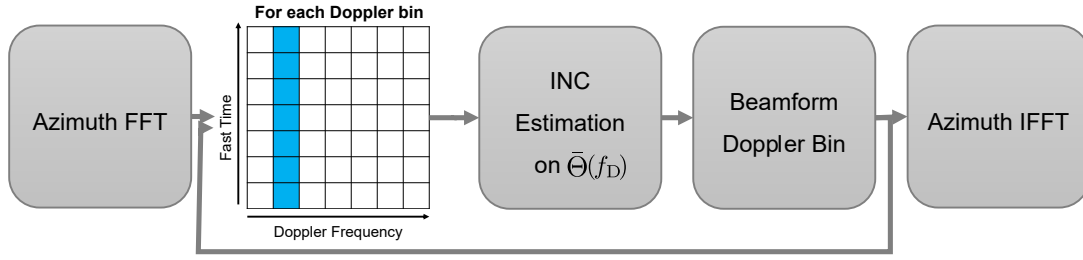 For each Doppler bin
Azimuth FFT
Fast Time
Doppler Frequency
INC
Estimation
on Θ̄(f_D)
Beamform
Doppler Bin
Azimuth IFFT